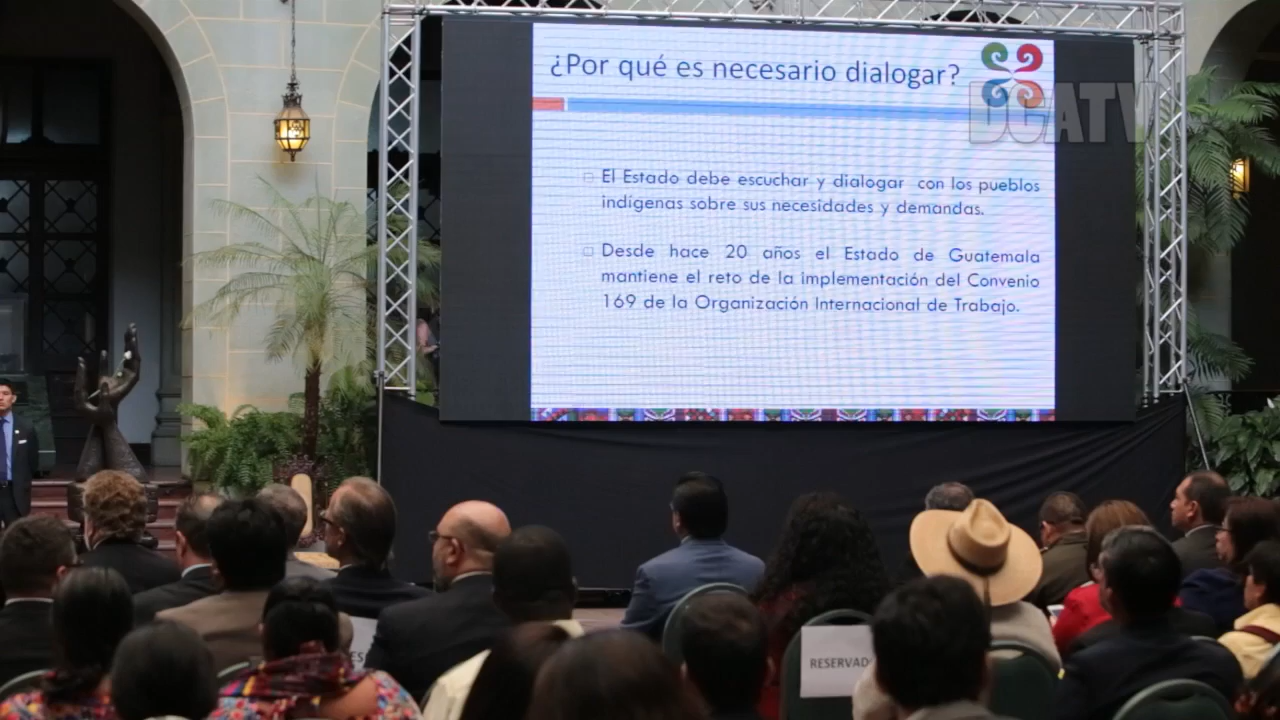 ¿Por qué es necesario dialogar?
DCATV
El Estado debe escuchar y dialogar con los pueblos
indígenas sobre sus necesidades y demandas.
Desde hace 20 años el Estado de Guatemala
mantiene el reto de la implementación del Convenio
169 de la Organización Internacional de Trabajo.
RESERVAD